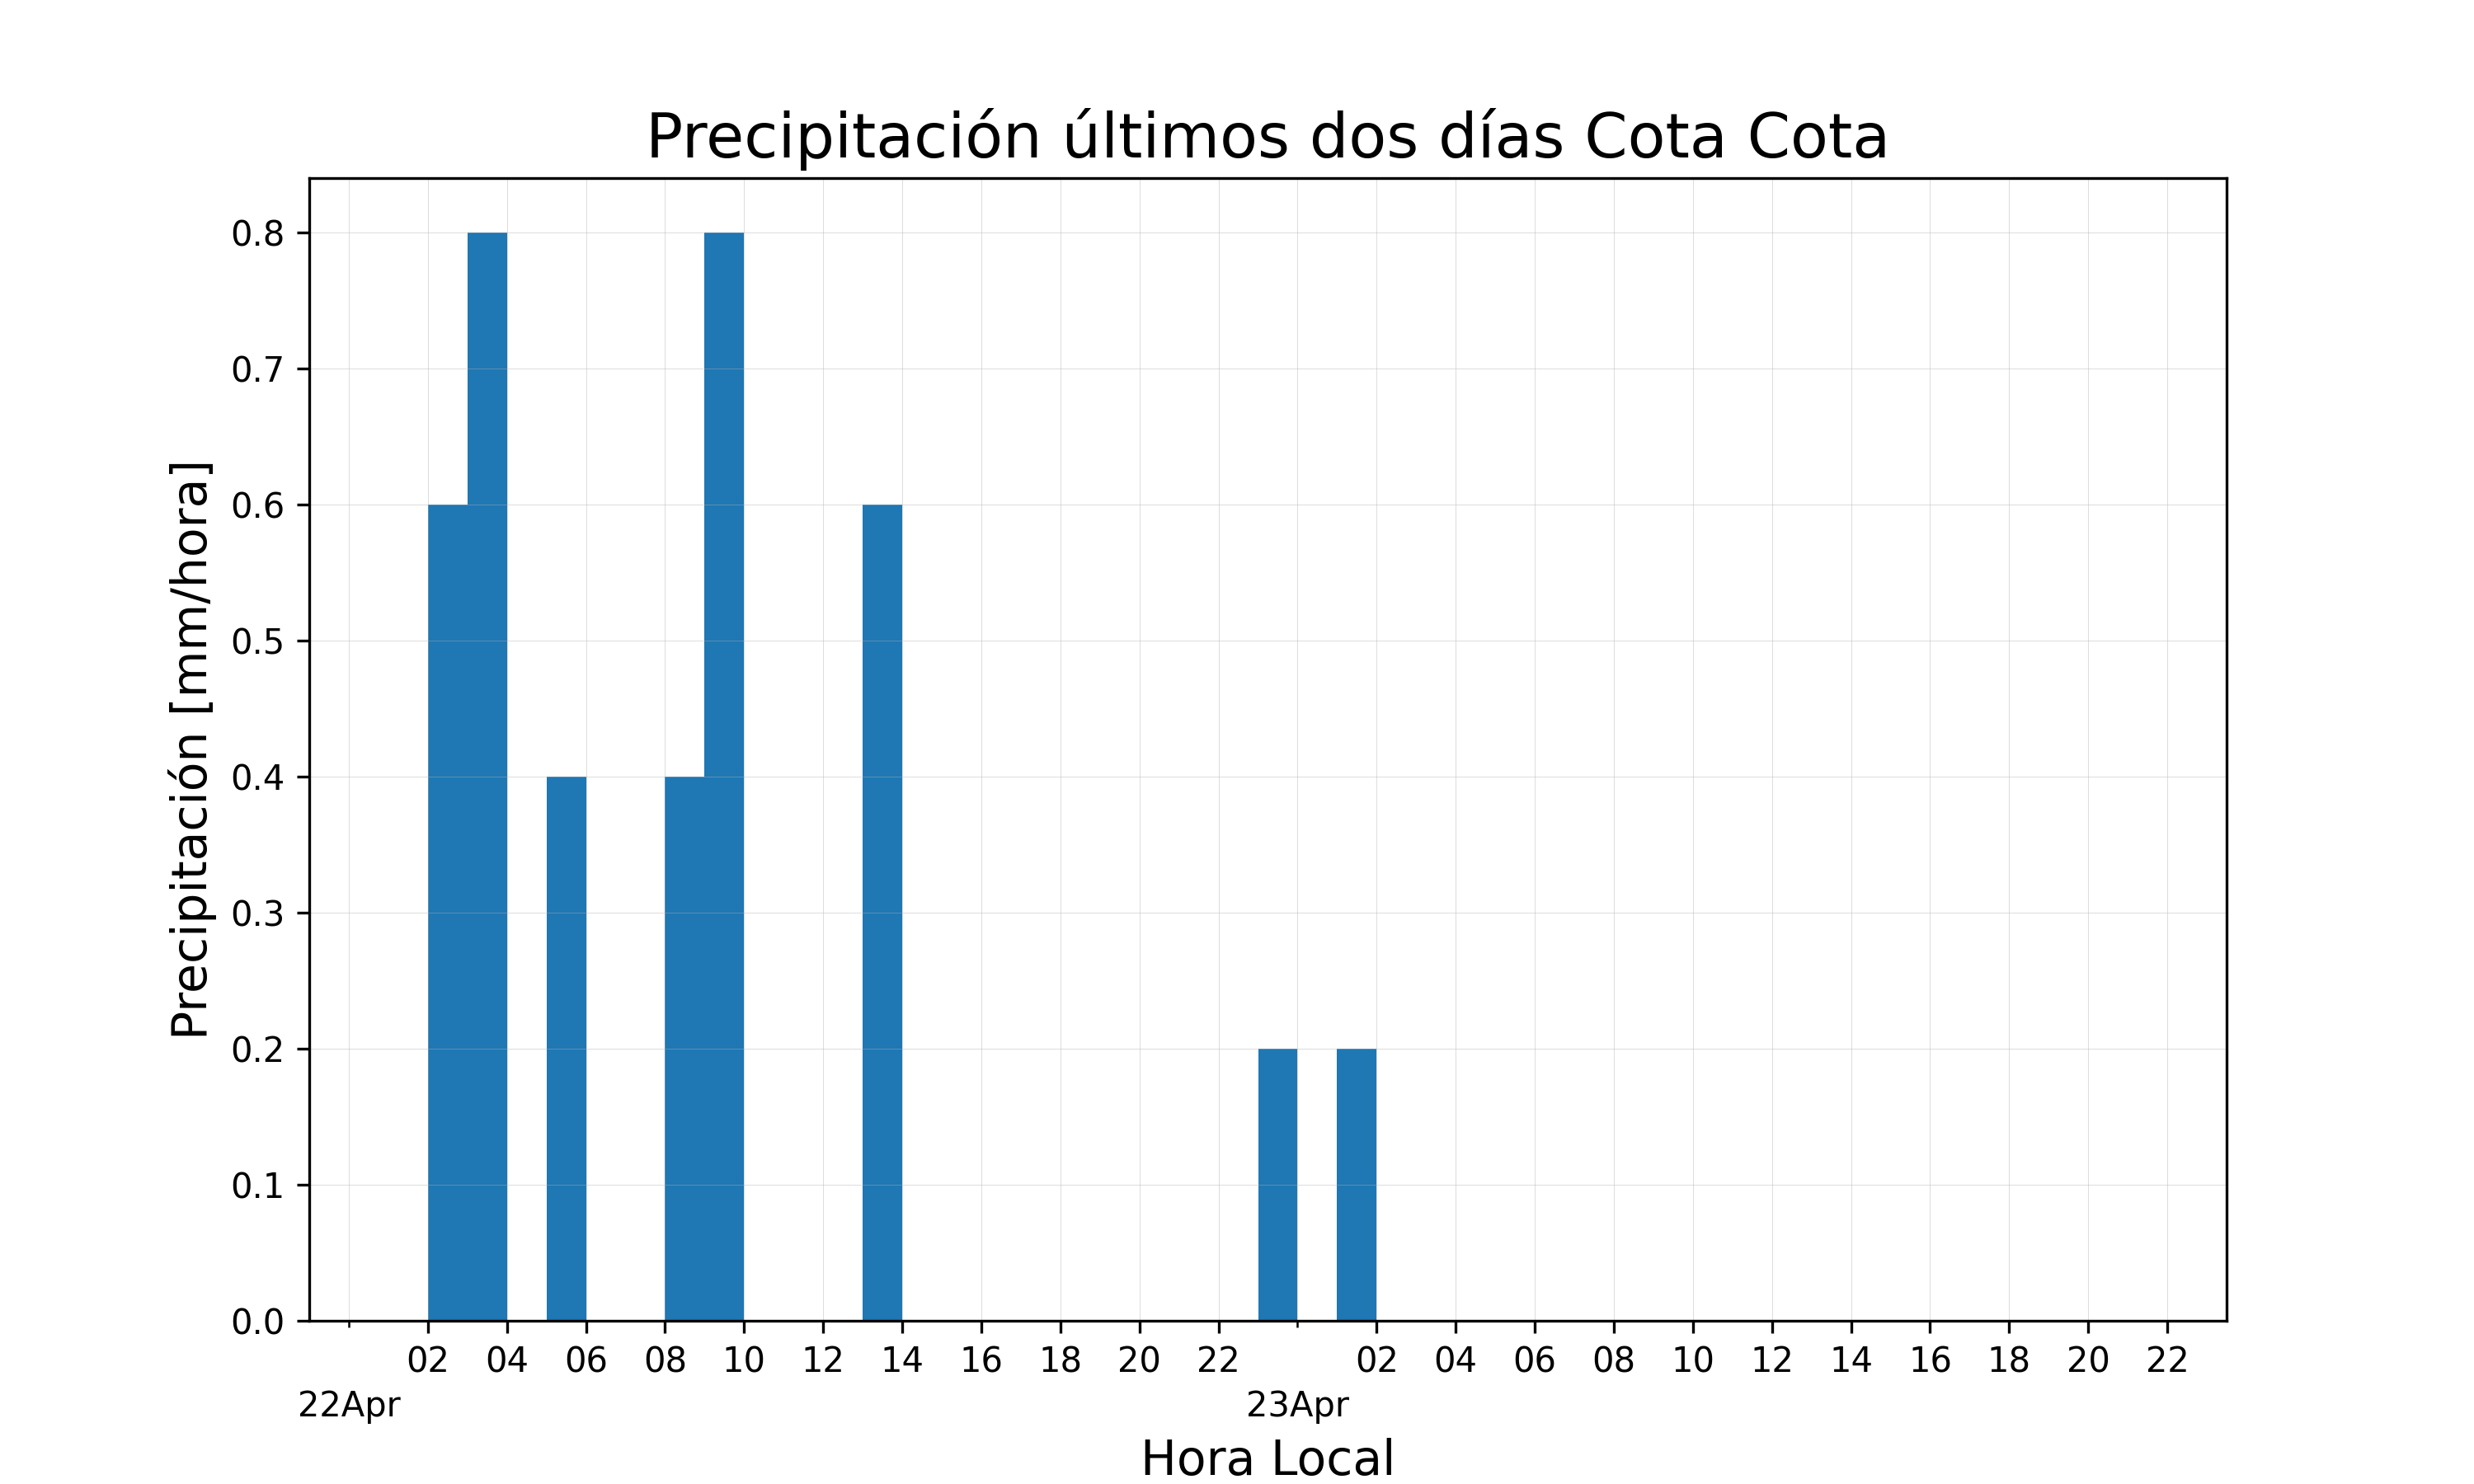 Precipitación últimos dos días Cota Cota
Precipitación [mm/hora]
0.8
0.7
0.6
0.5
0.4
0.3
0.2
0.1
0.0
02 04 06 08 10 12 14 16 18 20 22 02 04 06 08 10 12 14 16 18 20 22
22Apr 23Apr
Hora Local